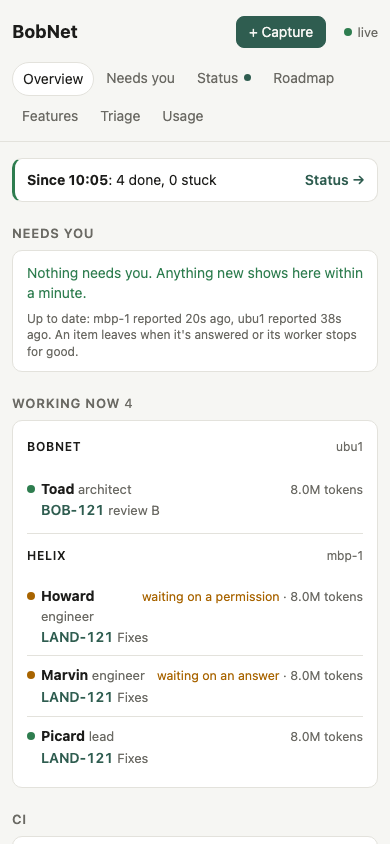 BobNet
+ Capture
live
Overview
Needs you
Status
Roadmap
Features
Triage
Usage
Since 10:05: 4 done, 0 stuck
Status →
NEEDS YOU
Nothing needs you. Anything new shows here within
a minute.
Up to date: mbp-1 reported 20s ago, ubu1 reported 38s
ago. An item leaves when it's answered or its worker stops
for good.
WORKING NOW 4
BOBNET
ubu1
Toad architect
8.0M tokens
BOB-121 review B
HELIX
mbp-1
Howard
waiting on a permission · 8.0M tokens
engineer
LAND-121 Fixes
Marvin engineer
waiting on an answer · 8.0M tokens
LAND-121 Fixes
Picard lead
8.0M tokens
LAND-121 Fixes
CI